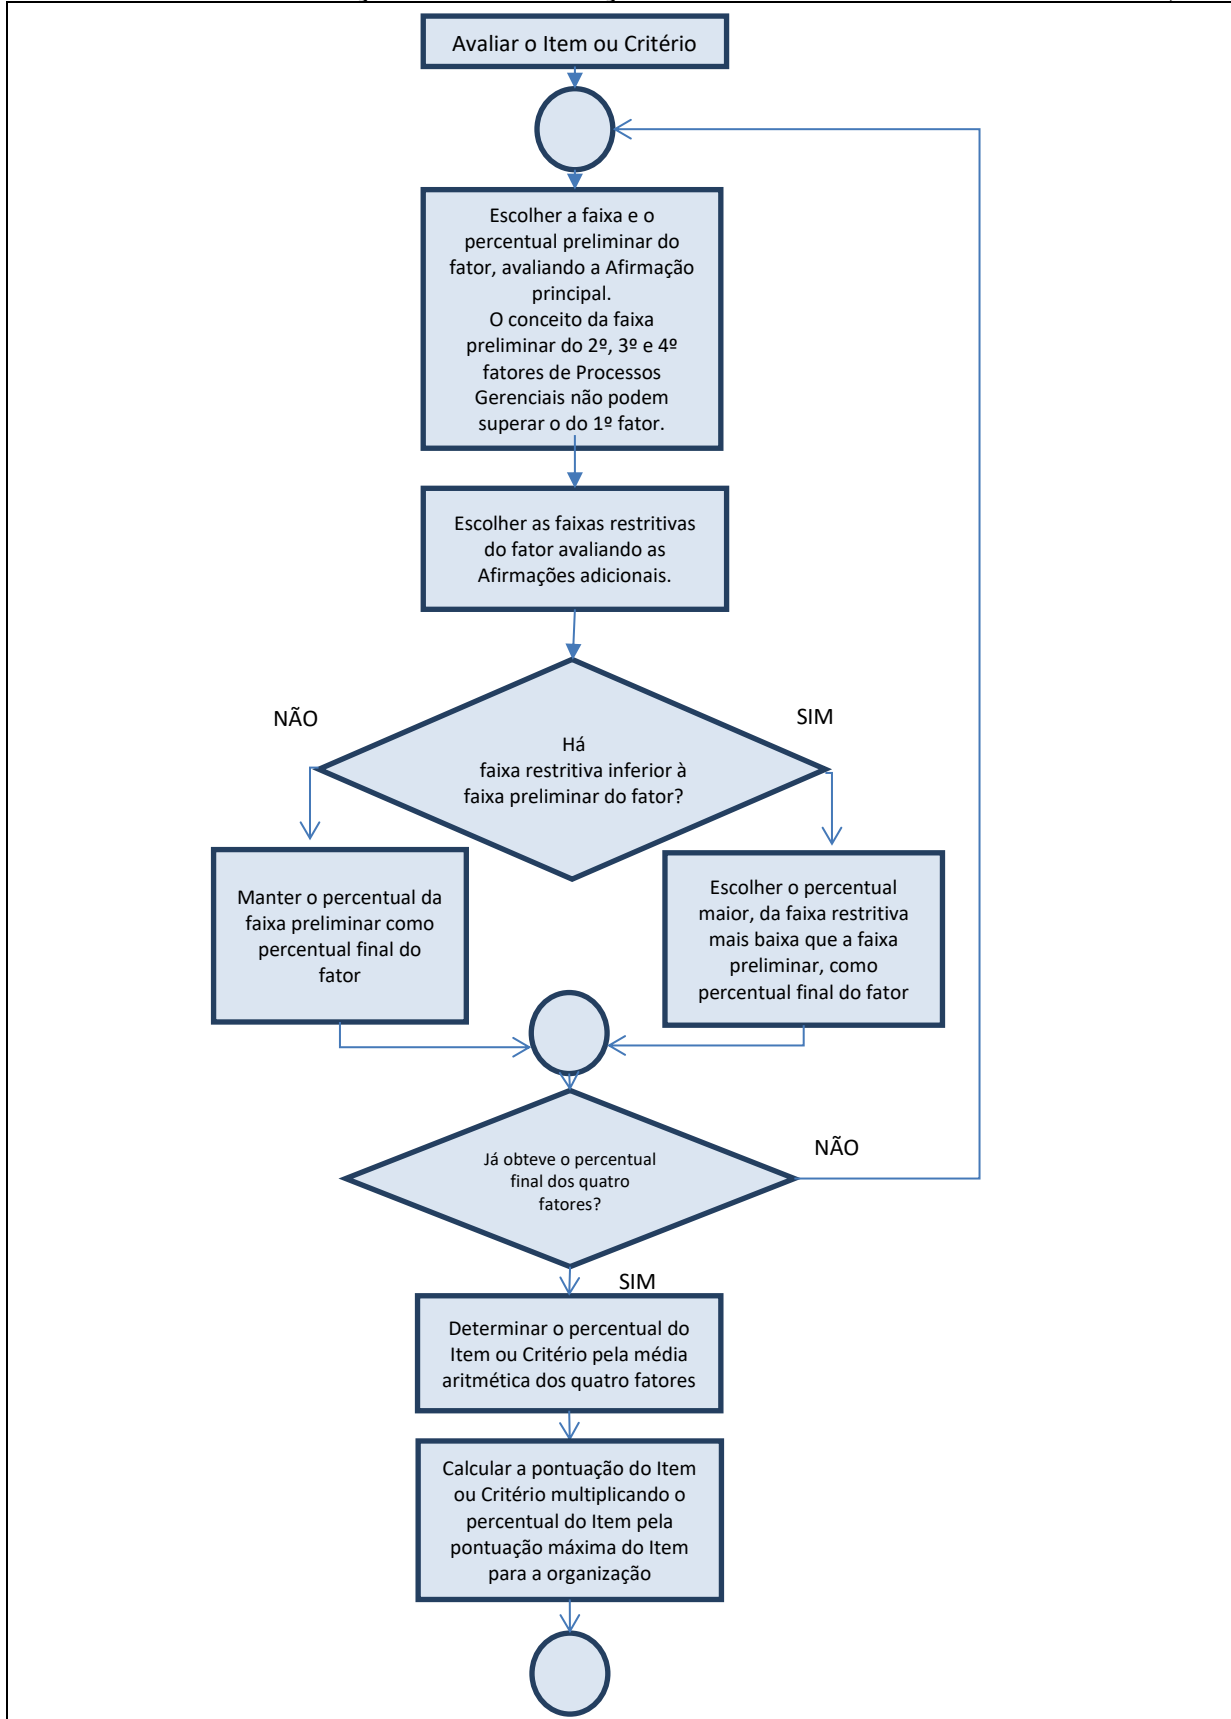 Avaliar o Item ou Critério
Escolher a faixa e o
percentual preliminar do
fator, avaliando a Afirmação
principal.
O conceito da faixa
preliminar do 2º, 3º e 4º
fatores de Processos
Gerenciais não podem
superar o do 1º fator.
Escolher as faixas restritivas
do fator avaliando as
Afirmações adicionais.
NÃO
SIM
Há
faixa restritiva inferior à
faixa preliminar do fator?
Manter o percentual da
faixa preliminar como
percentual final do
fator
Escolher o percentual
maior, da faixa restritiva
mais baixa que a faixa
preliminar, como
percentual final do fator
Já obteve o percentual
final dos quatro
fatores?
NÃO
SIM
Determinar o percentual do
Item ou Critério pela média
aritmética dos quatro fatores
Calcular a pontuação do Item
ou Critério multiplicando o
percentual do Item pela
pontuação máxima do Item
para a organização